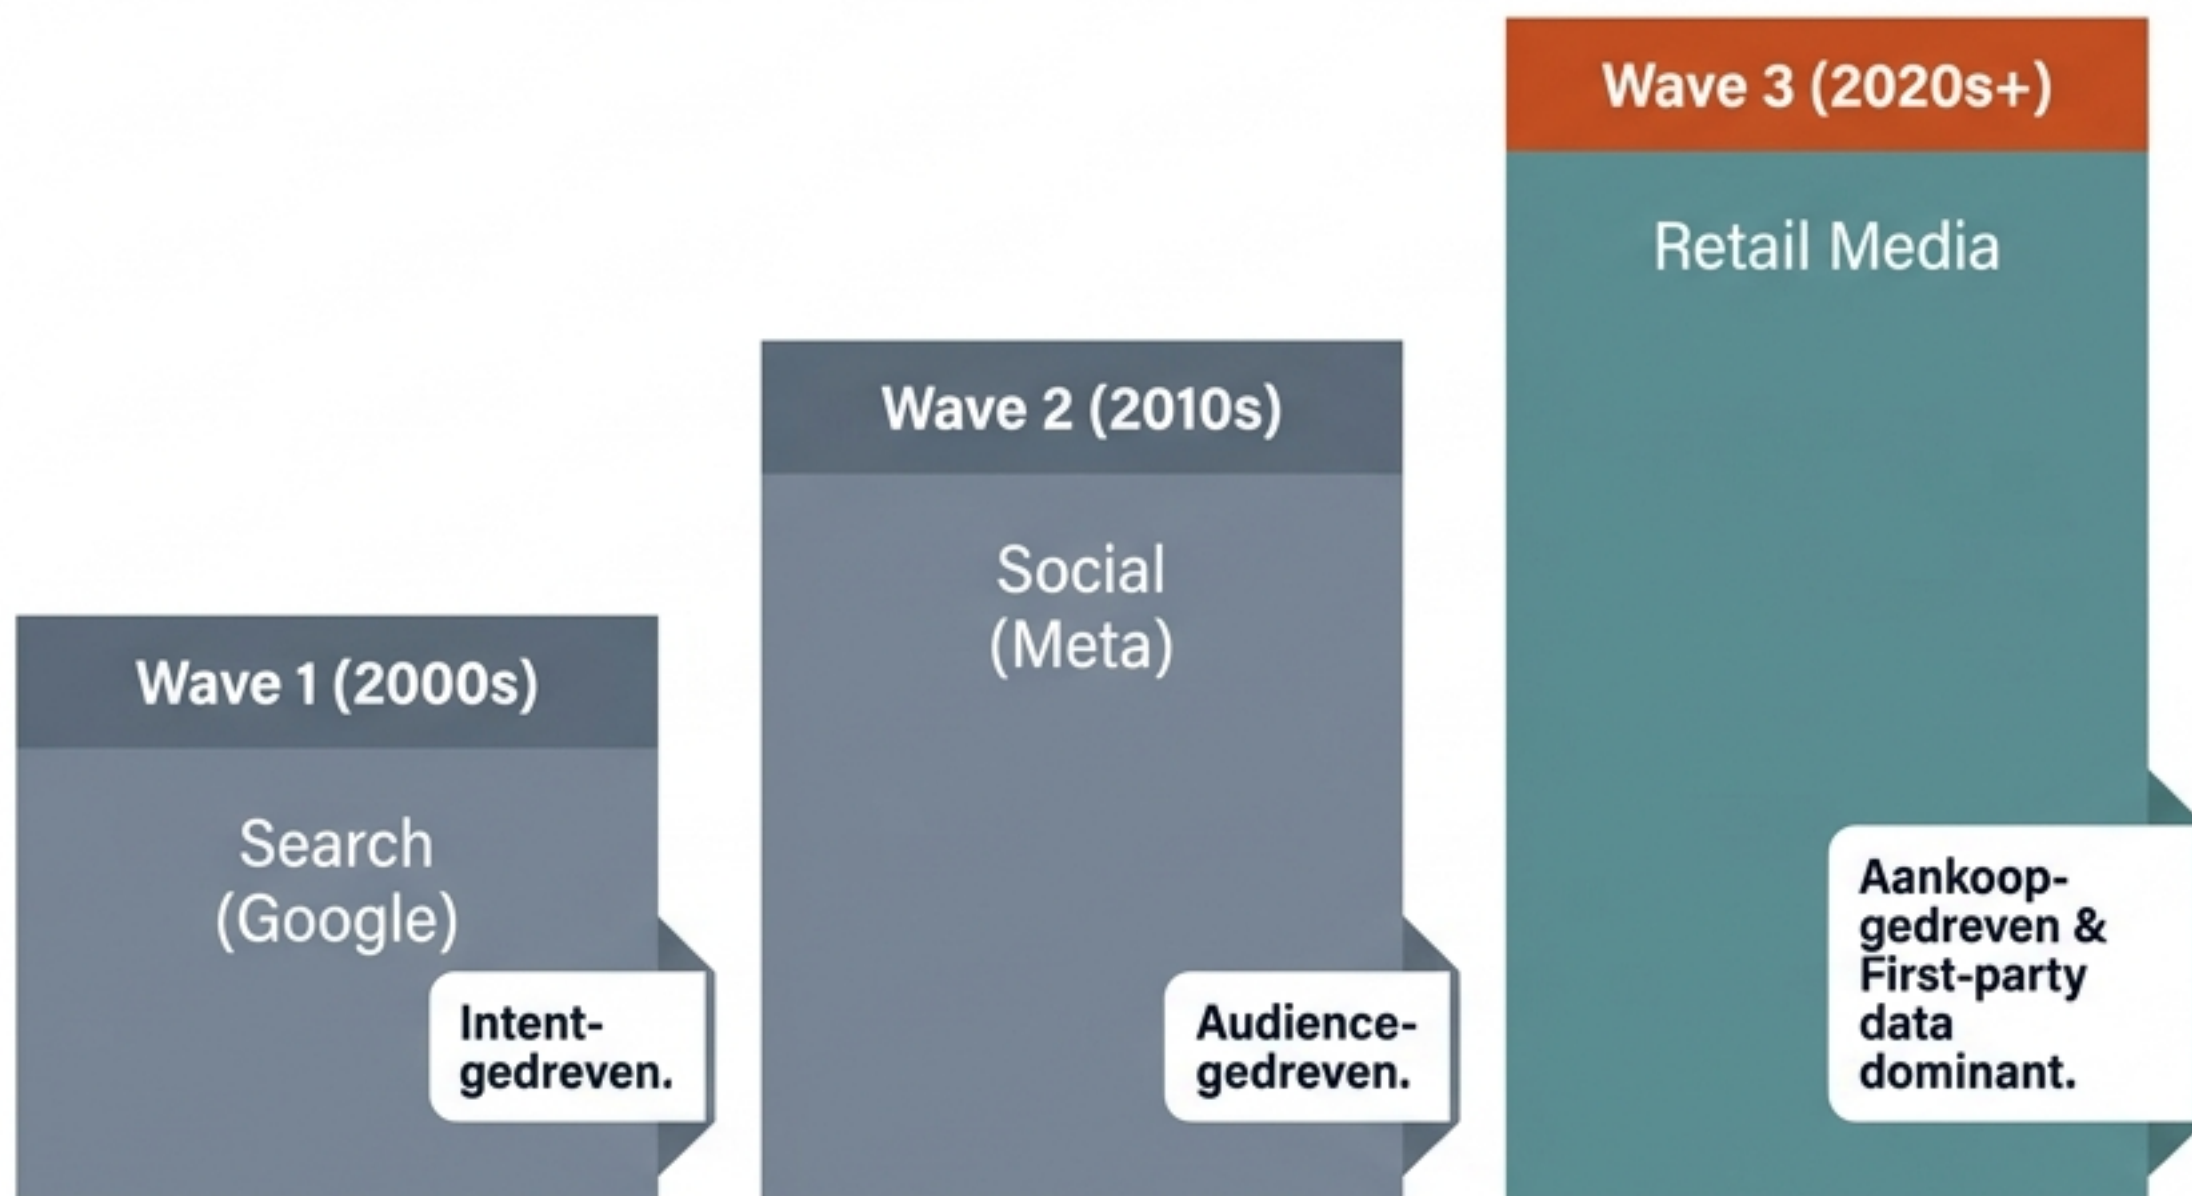 Wave 1 (2000s)
Search
(Google)
Intent-
gedreven.
Wave 2 (2010s)
Social
(Meta)
Audience-
gedreven.
Wave 3 (2020s+)
Retail Media
Aankoop-
gedreven &
First-party
data
dominant.